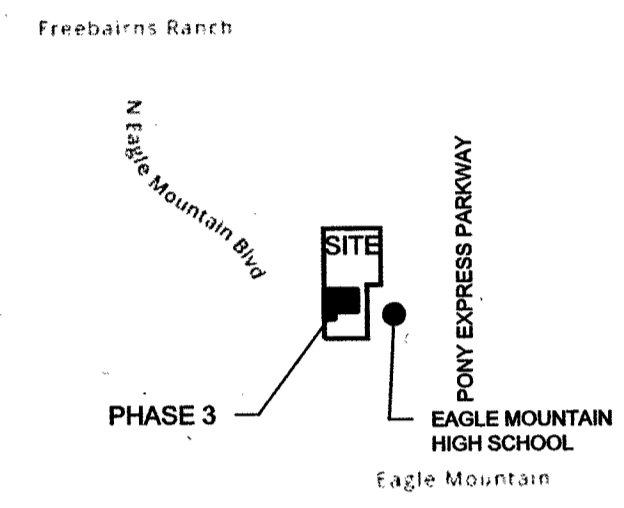 Freebairns Ranch
N Eagle Mountain Blvd
SITE
PONY EXPRESS PARKWAY
PHASE 3
EAGLE MOUNTAIN
HIGH SCHOOL
Eagle Mountain